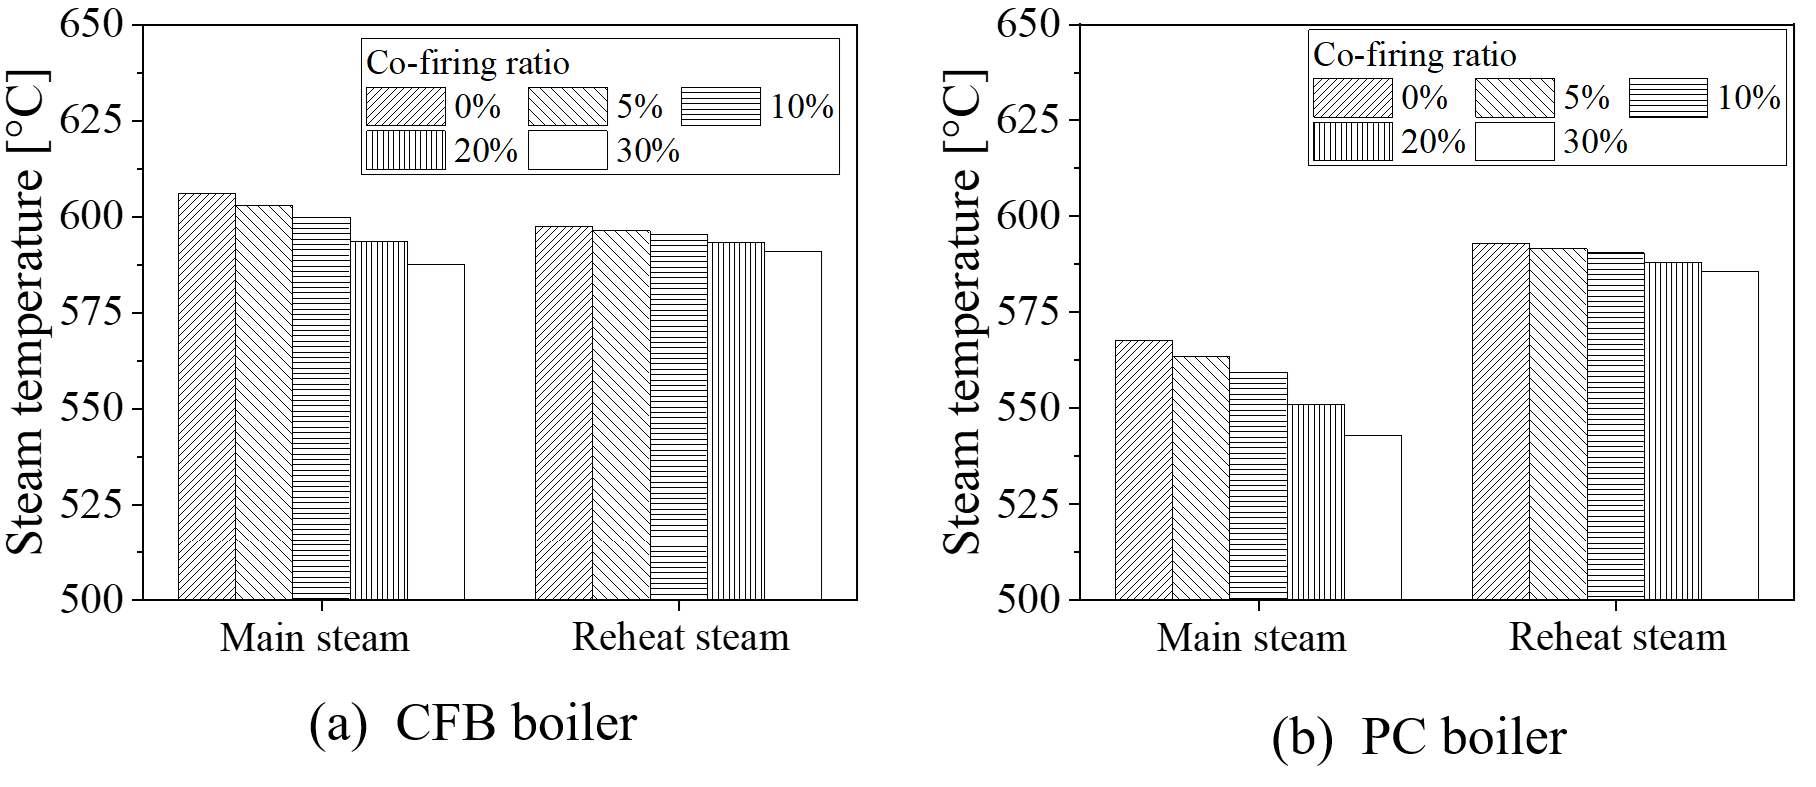 Steam temperature [°C]
650
625
600
575
550
525
500
Co-firing ratio
0% 5% 10%
20% 30%
Main steam Reheat steam
(a) CFB boiler
Steam temperature [°C]
650
625
600
575
550
525
500
Co-firing ratio
0% 5% 10%
20% 30%
Main steam Reheat steam
(b) PC boiler